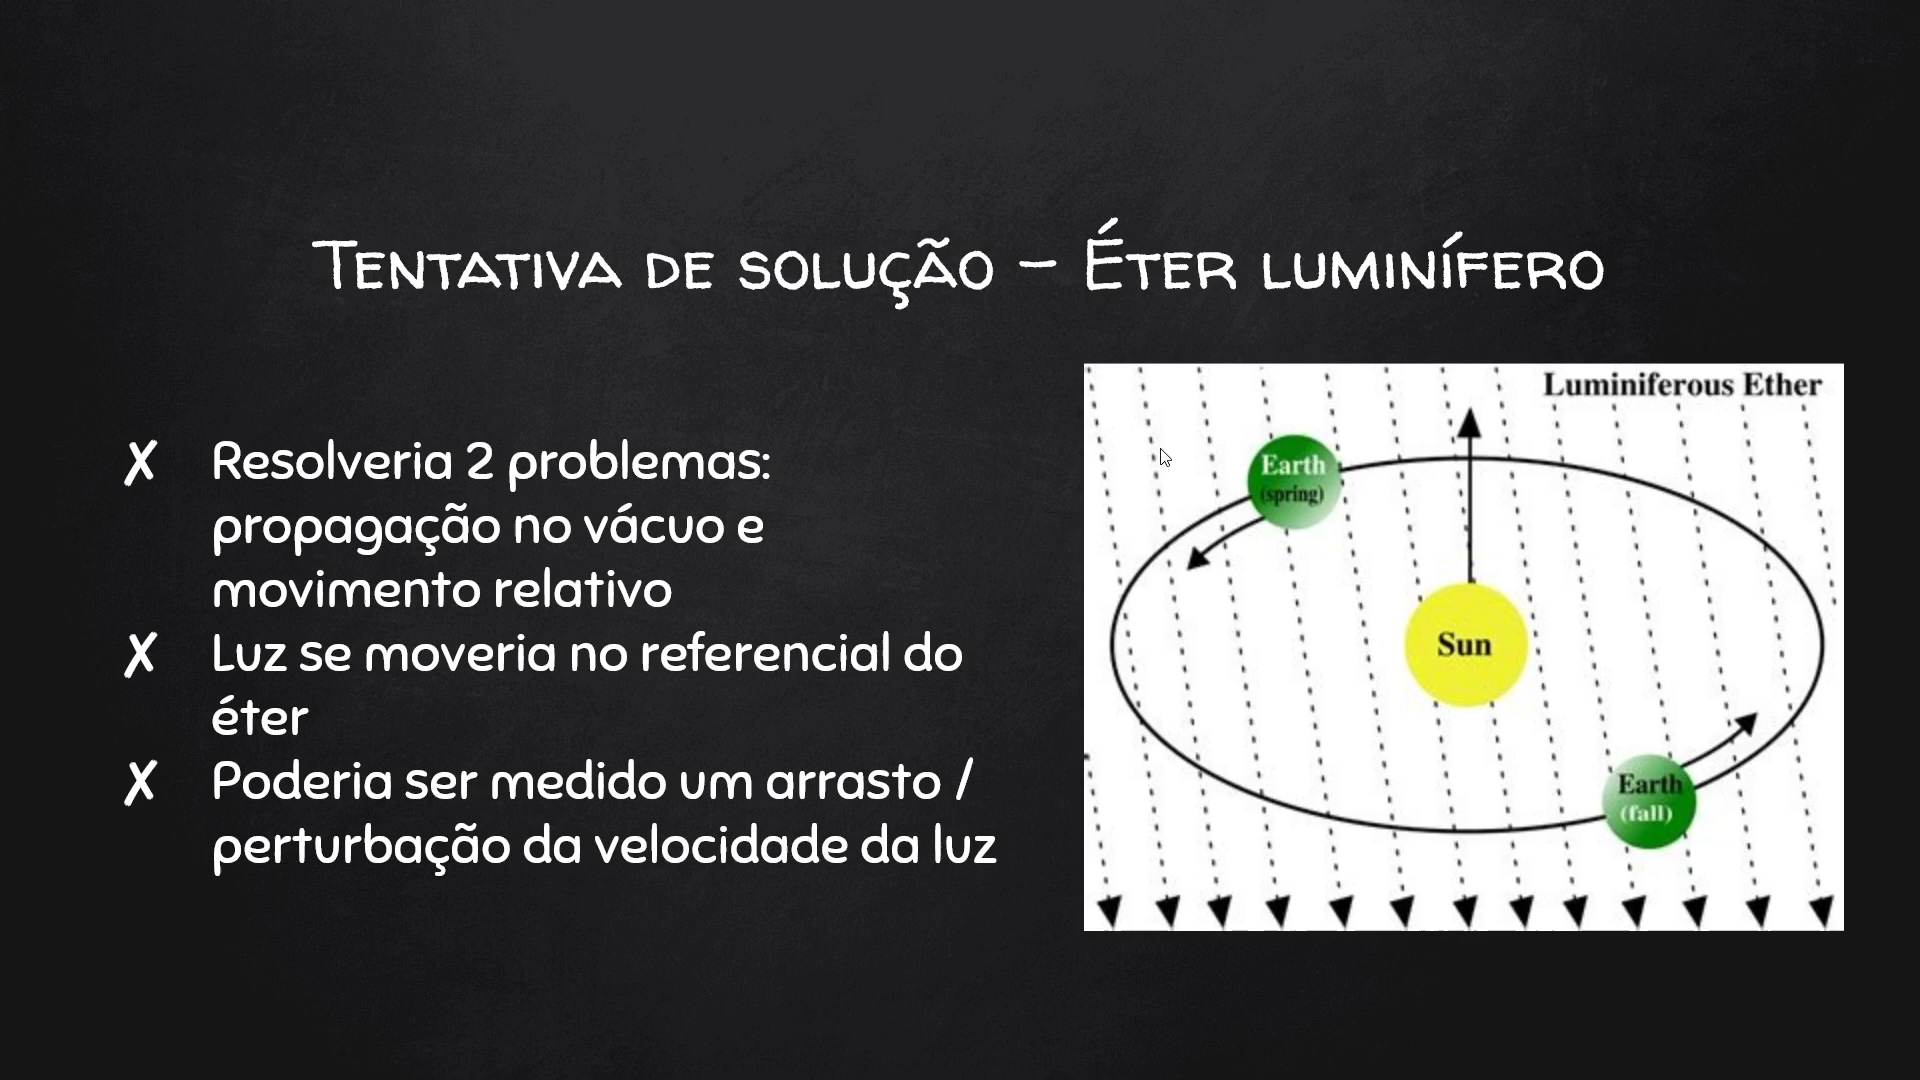 Tentativa de solução – Éter luminífero
✗ Resolveria 2 problemas:
propagação no vácuo e
movimento relativo
✗ Luz se moveria no referencial do
éter
✗ Poderia ser medido um arrasto /
perturbação da velocidade da luz
Luminiferous Ether
Earth
(spring)
Sun
Earth
(fall)